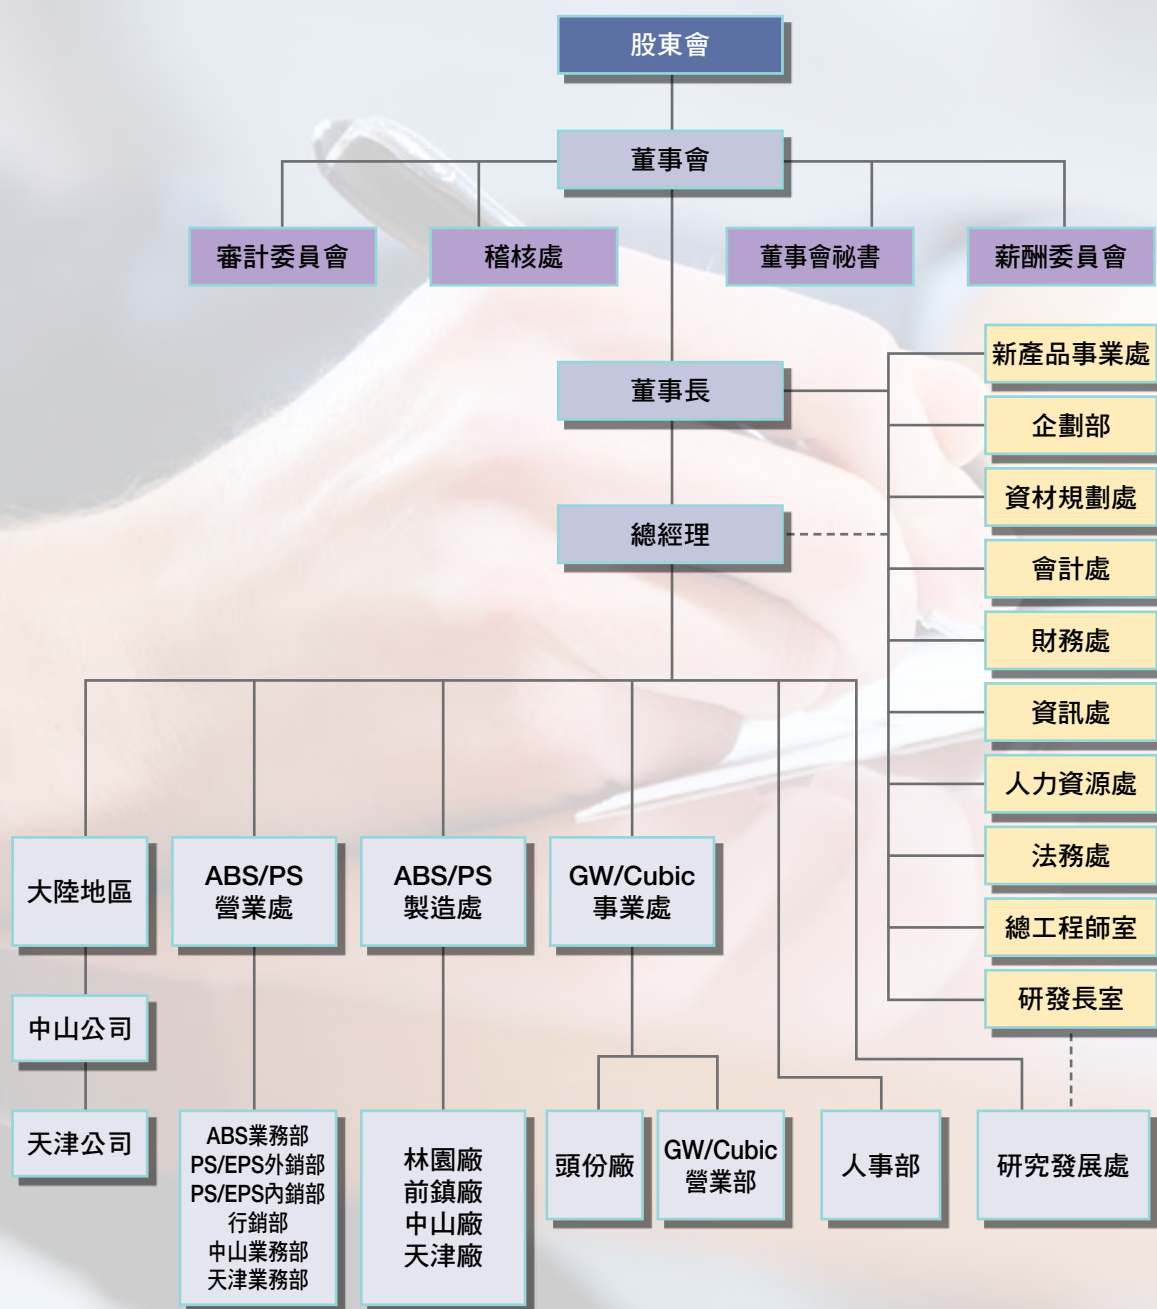 股東會
董事會
審計委員會
稽核處
董事會祕書
薪酬委員會
董事長
總經理
新產品事業處
企劃部
資材規劃處
會計處
財務處
資訊處
人力資源處
法務處
總工程師室
研發長室
大陸地區
ABS/PS
營業處
ABS/PS
製造處
GW/Cubic
事業處
中山公司
天津公司
ABS業務部
PS/EPS外銷部
PS/EPS內銷部
行銷部
中山業務部
天津業務部
林園廠
前鎮廠
中山廠
天津廠
頭份廠
GW/Cubic
營業部
人事部
研究發展處